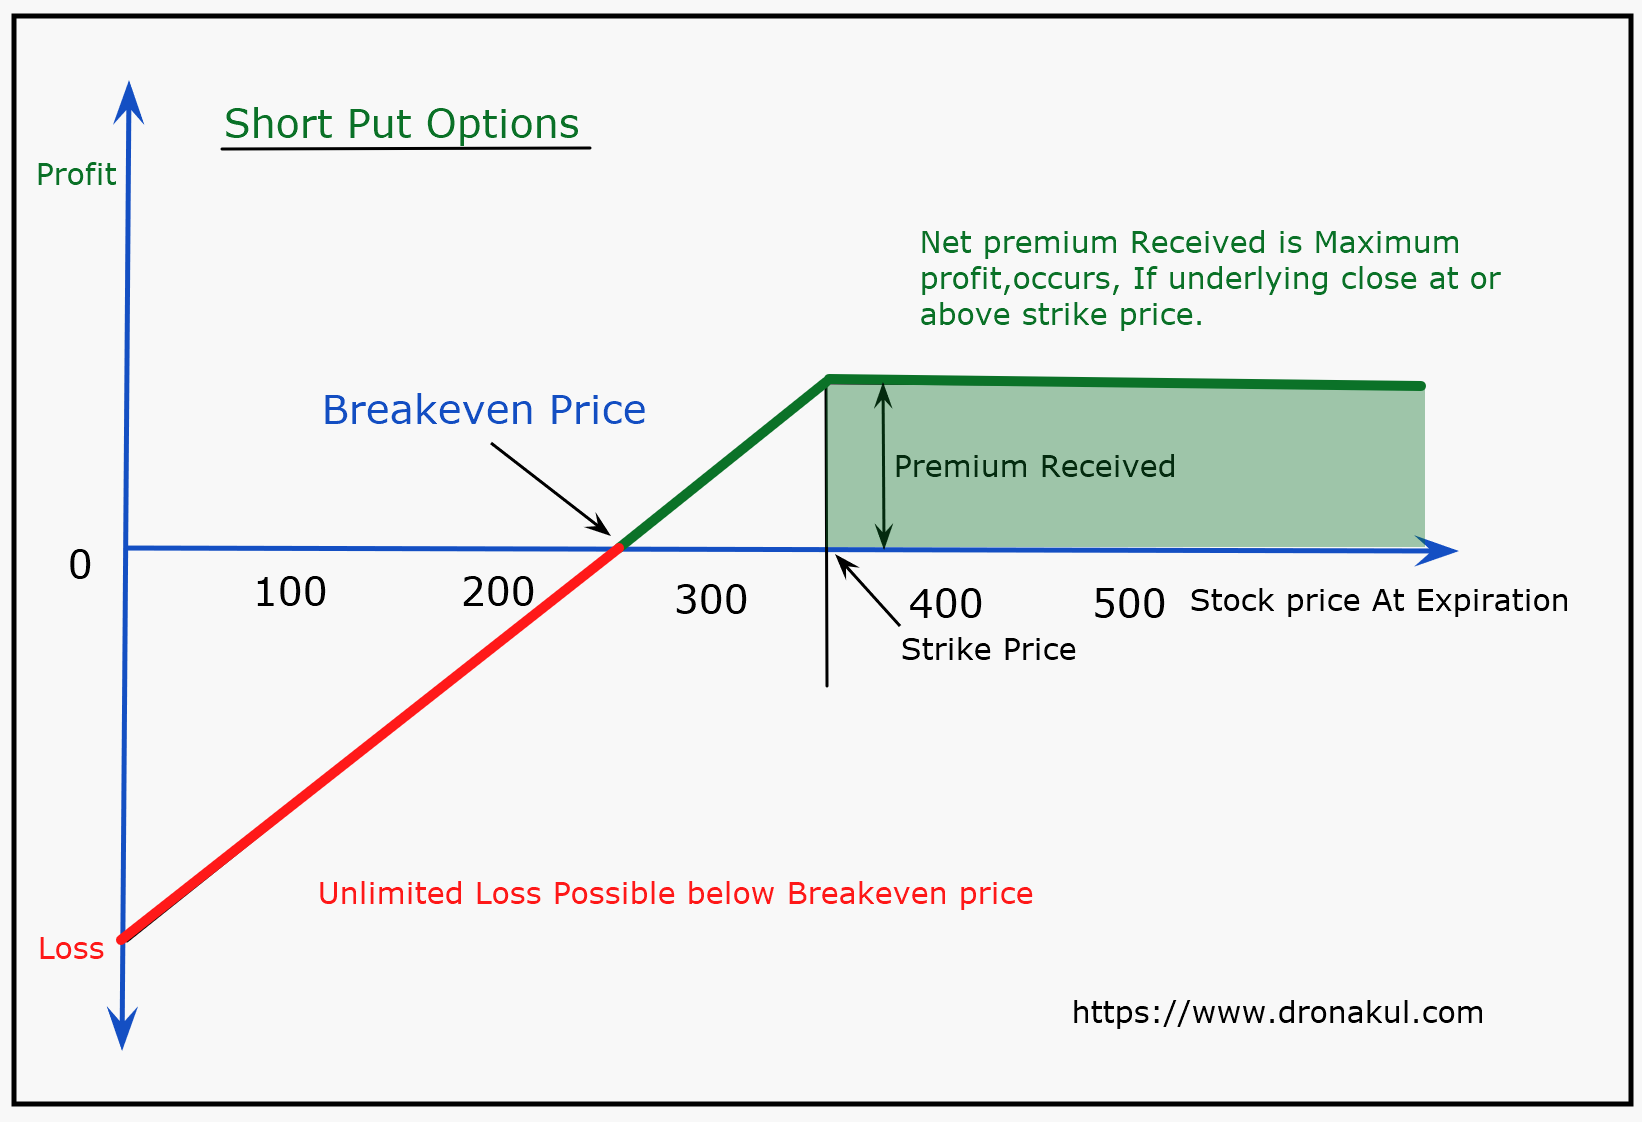 Short Put Options
Profit
Net premium Received is Maximum
profit,occurs, If underlying close at or
above strike price.
Breakeven Price
Premium Received
0
100
200
300
400
500
Stock price At Expiration
Strike Price
Unlimited Loss Possible below Breakeven price
Loss
https://www.dronakul.com